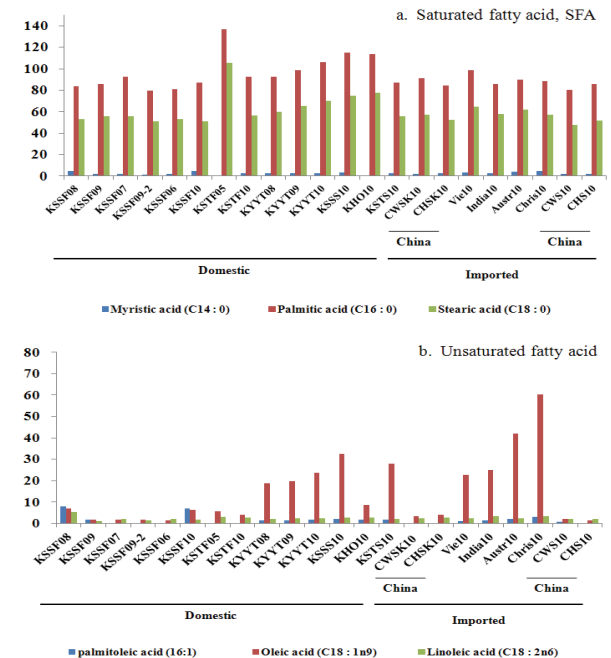 a. Saturated fatty acid, SFA
140
120
100
80
60
40
20
0
KSSF08
KSSF09
KSSF07
KSSF09-2
KSSF06
KSSF10
KSTF05
KSTF10
KYYT08
KYYT09
KYYT10
KSSS10
KHO10
KSTS10
CWSK10
CHSK10
Vie10
India10
Austr10
Chris10
CWS10
CHS10
China
China
Domestic
Imported
Myristic acid (C14 : 0)
Palmitic acid (C16 : 0)
Stearic acid (C18 : 0)
b. Unsaturated fatty acid
80
70
60
50
40
30
20
10
0
KSSF08
KSSF09
KSSF07
KSSF09-2
KSSF06
KSSF10
KSTF05
KSTF10
KYYT08
KYYT09
KYYT10
KSSS10
KHO10
KSTS10
CWSK10
CHSK10
Vie10
India10
Austr10
Chris10
CWS10
CHS10
China
China
Domestic
Imported
palmitoleic acid (16:1)
Oleic acid (C18 : 1n9)
Linoleic acid (C18 : 2n6)